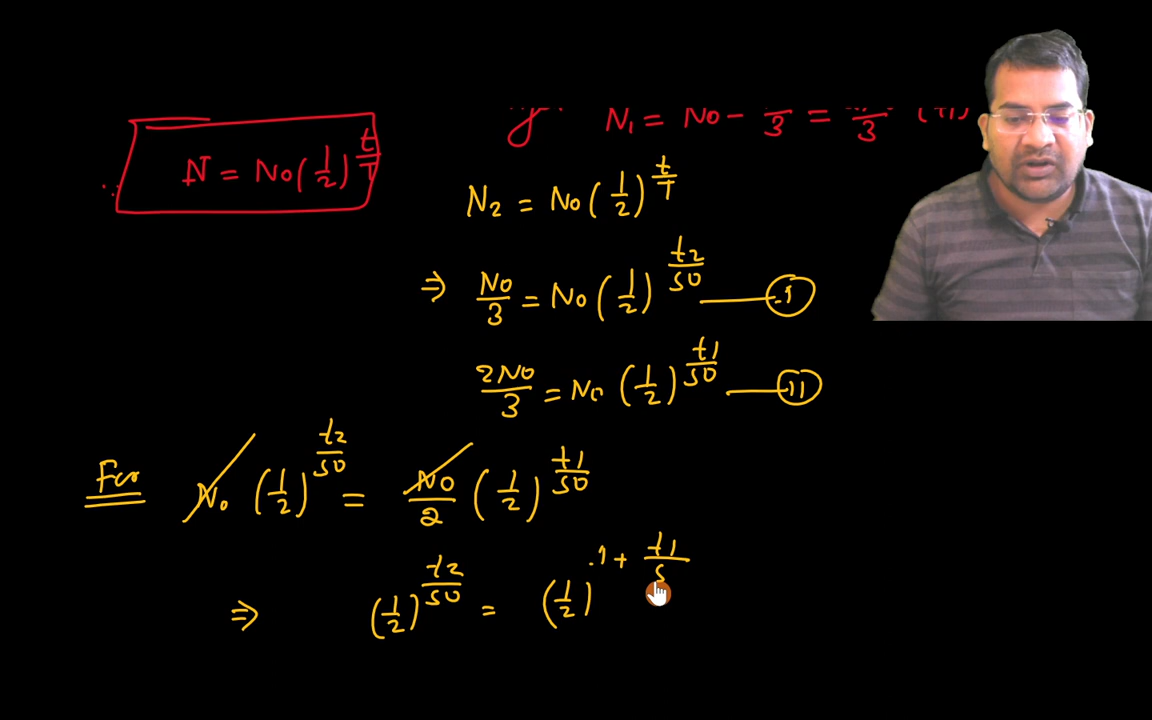 N₁ = No - /3 = /3
N = No(1/2)^(t/T)
N₂ = No(1/2)^(t/T)
⇒ No/3 = No(1/2)^(t2/50) —— (1)
2No/3 = No(1/2)^(t1/50) —— (11)
For No(1/2)^(t2/50) = No/2 (1/2)^(t1/50)
⇒ (1/2)^(t2/50) = (1/2)^(1 + t1/5